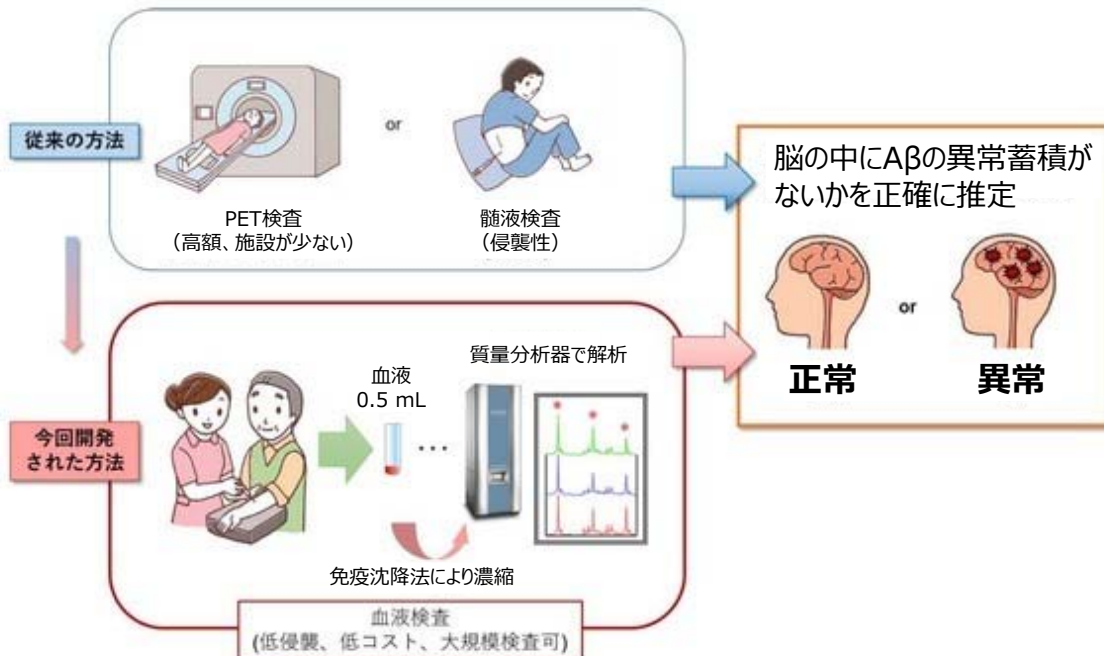 従来の方法
or
PET検査
（高額、施設が少ない）
髄液検査
（侵襲性）
脳の中にAβの異常蓄積が
ないかを正確に推定
or
正常
異常
今回開発
された方法
血液
0.5 mL
…
質量分析器で解析
免疫沈降法により濃縮
血液検査
(低侵襲、低コスト、大規模検査可)